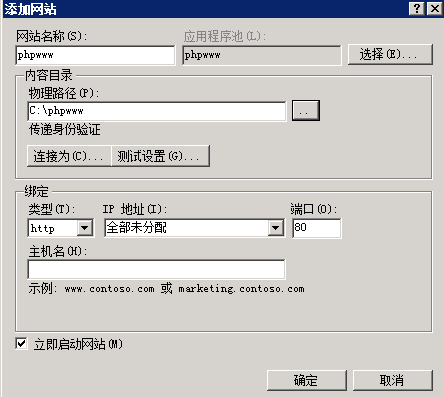 添加网站
网站名称(S): 应用程序池(L):
phpwww phpwww 选择(E)...
内容目录
物理路径(P):
C:\phpwww ..
传递身份验证
连接为(C)... 测试设置(G)...
绑定
类型(T): IP 地址(I): 端口(O):
http 全部未分配 80
主机名(H):
示例: www.contoso.com 或 marketing.contoso.com
立即启动网站(M)
确定 取消